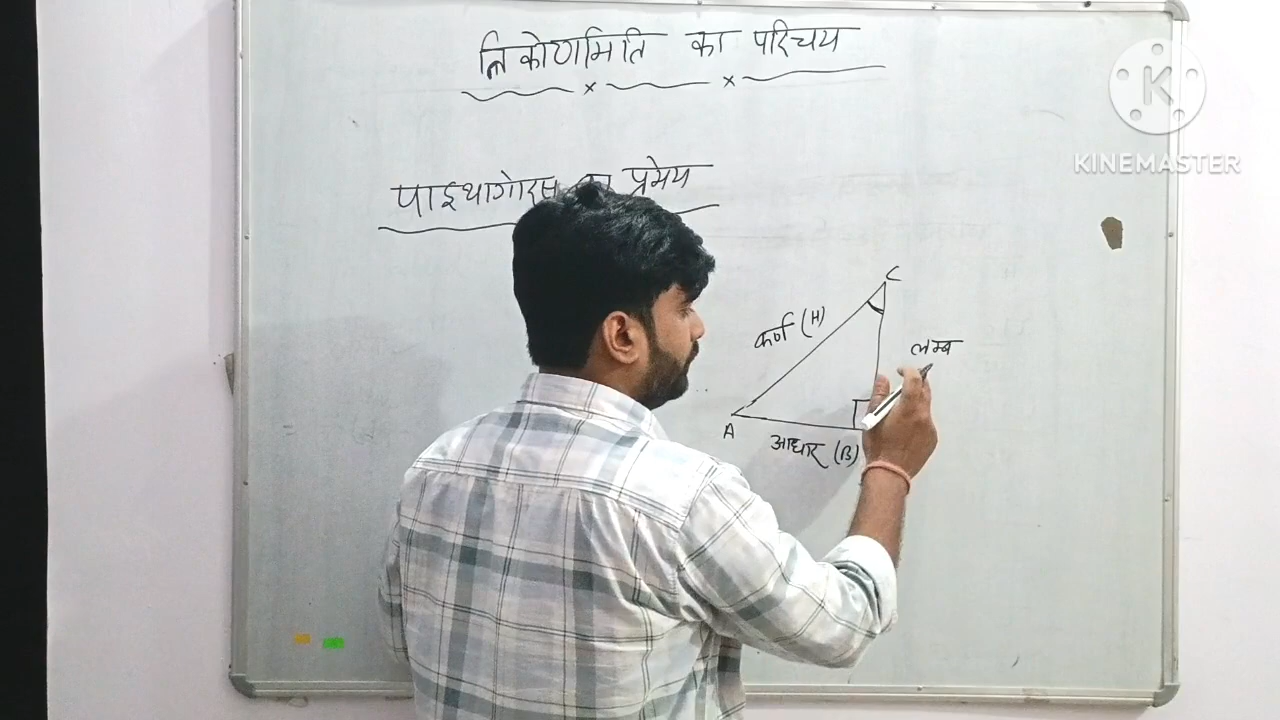 त्रिकोणमिति का परिचय
K
KINEMASTER
पाइथागोरस का प्रमेय
C
कर्ण (H)
लम्ब
A
आधार (B)